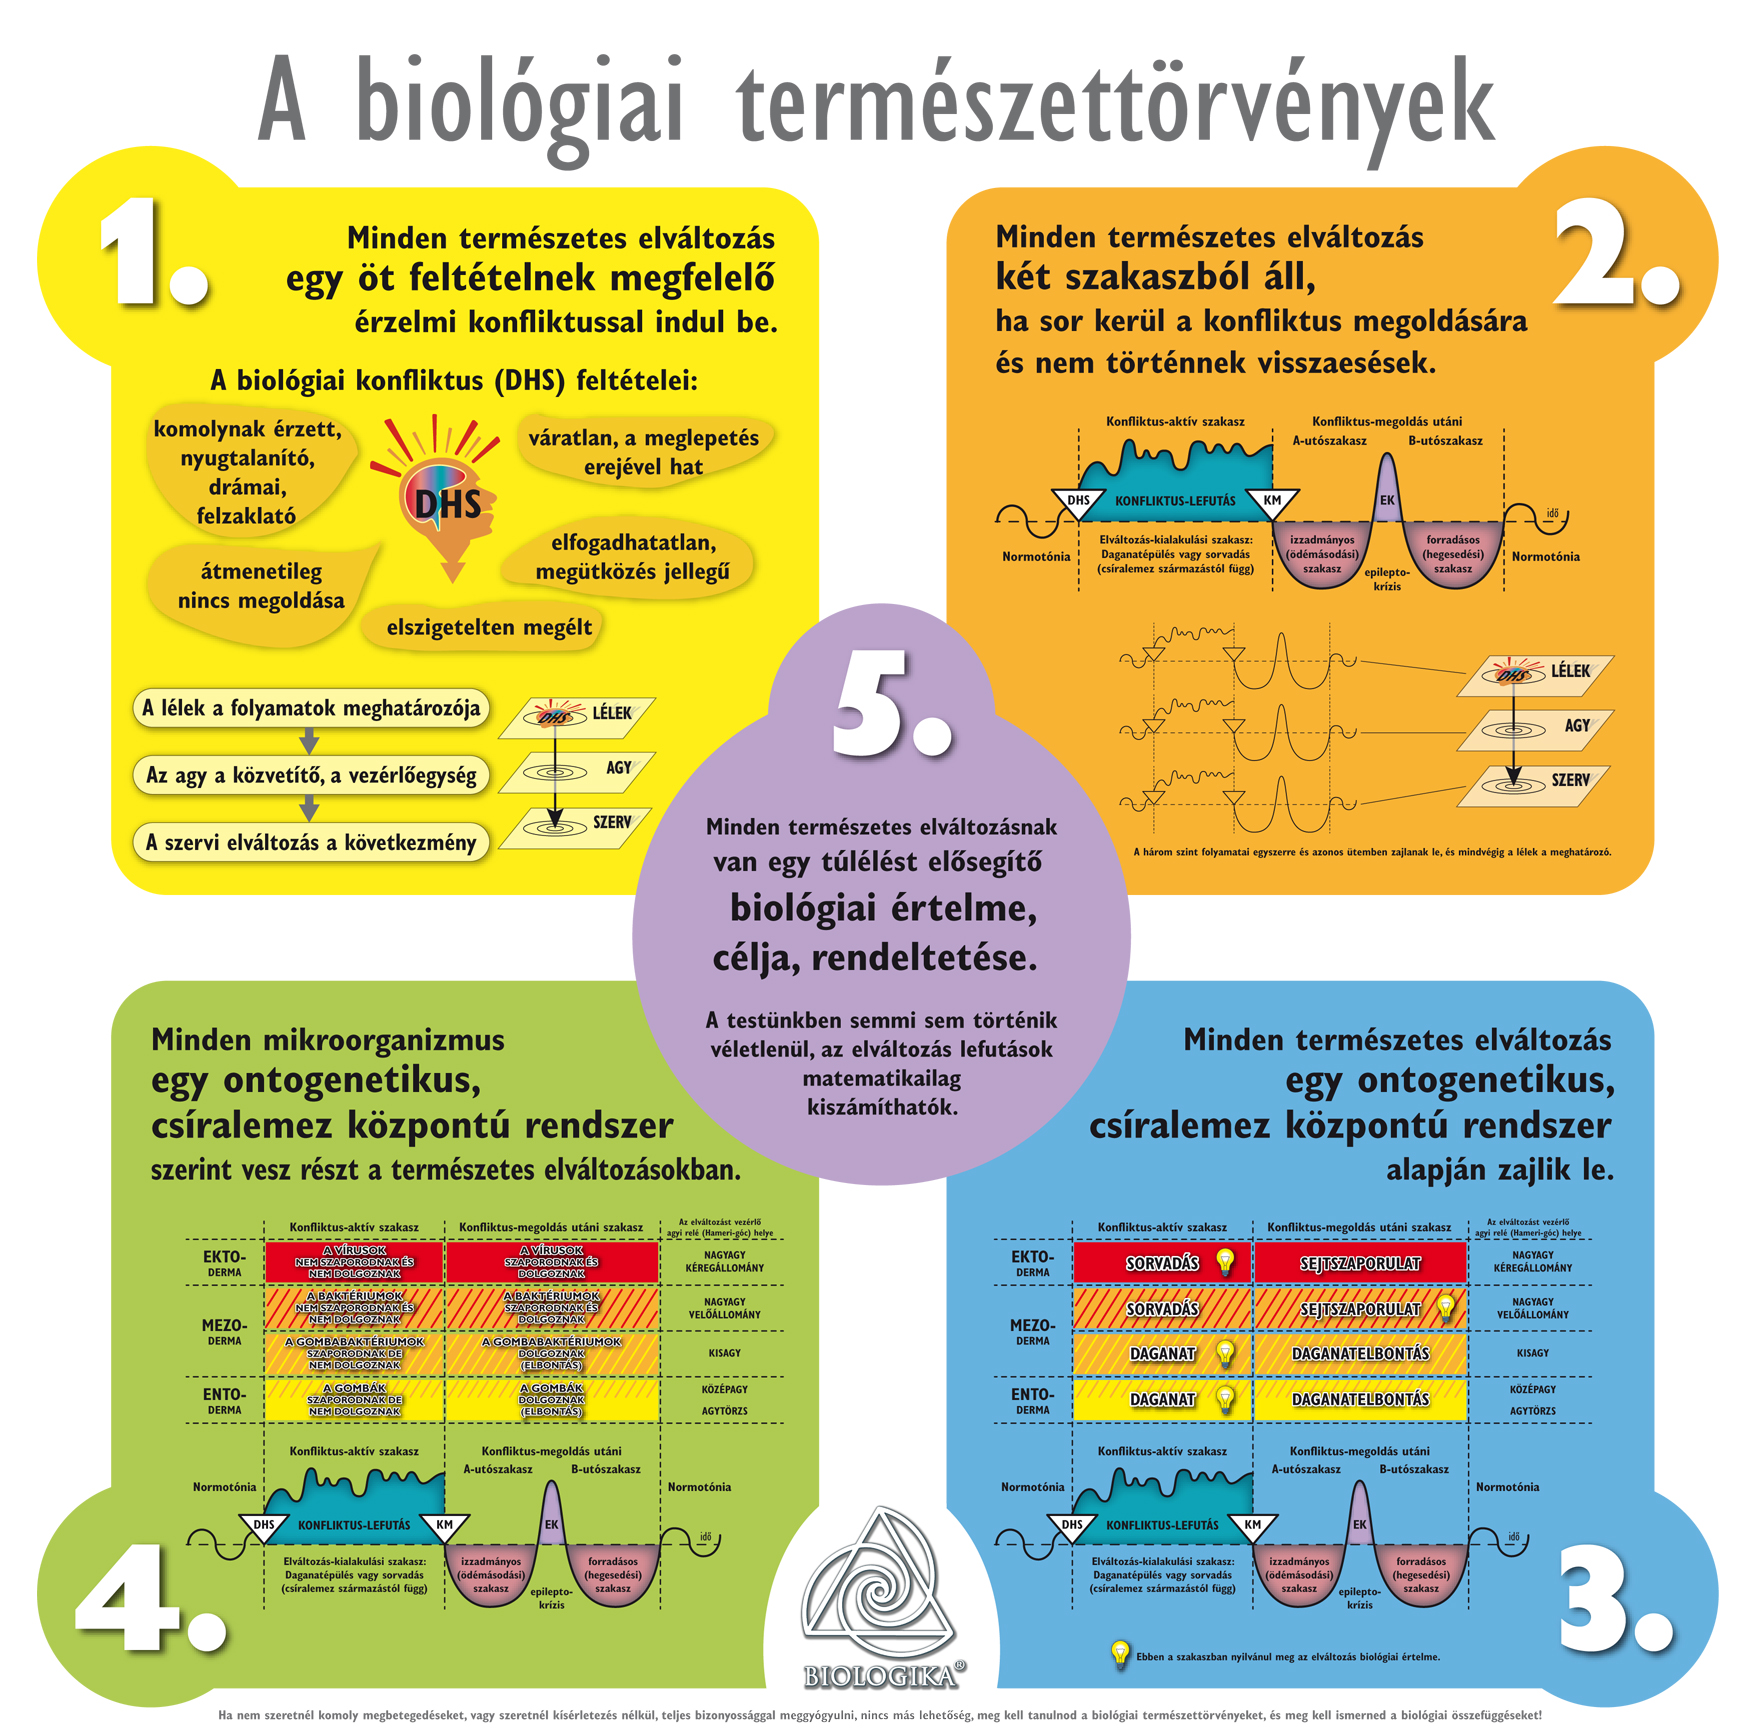 A biológiai természettörvények
1.
Minden természetes elváltozás
egy öt feltételnek megfelelő
érzelmi konfliktussal indul be.
A biológiai konfliktus (DHS) feltételei:
komolynak érzett,
nyugtalanító,
drámai,
felzaklató
DHS
váratlan, a meglepetés
erejével hat
átmenetileg
nincs megoldása
elfogadhatatlan,
megütközés jellegű
elszigetelten megélt
A lélek a folyamatok meghatározója
Az agy a közvetítő, a vezérlőegység
A szervi elváltozás a következmény
DHS LÉLEK
AGY
SZERV
2.
Minden természetes elváltozás
két szakaszból áll,
ha sor kerül a konfliktus megoldására
és nem történnek visszaesések.
Konfliktus-aktív szakasz Konfliktus-megoldás utáni
A-utószakasz B-utószakasz
DHS KONFLIKTUS-LEFUTÁS KM EK idő
Normotónia
Elváltozás-kialakulási szakasz:
Daganatépülés vagy sorvadás
(csíralemez származástól függ)
izzadmányos
(ödémásodási)
szakasz
epilepto-
krízis
forradásos
(hegesedési)
szakasz
Normotónia
DHS LÉLEK
AGY
SZERV
A három szint folyamatai egyszerre és azonos ütemben zajlanak le, és mindvégig a lélek a meghatározó.
5.
Minden természetes elváltozásnak
van egy túlélést elősegítő
biológiai értelme,
célja, rendeltetése.
A testünkben semmi sem történik
véletlenül, az elváltozás lefutások
matematikailag
kiszámíthatók.
Minden mikroorganizmus
egy ontogenetikus,
csíralemez központú rendszer
szerint vesz részt a természetes elváltozásokban.
Konfliktus-aktív szakasz Konfliktus-megoldás utáni szakasz
Az elváltozást vezérlő
agyi relé (Hameri-góc) helye
EKTO-
DERMA
A VÍRUSOK
NEM SZAPORODNAK ÉS
NEM DOLGOZNAK
A VÍRUSOK
SZAPORODNAK ÉS
DOLGOZNAK
NAGYAGY
KÉREGÁLLOMÁNY
MEZO-
DERMA
A BAKTÉRIUMOK
NEM SZAPORODNAK ÉS
NEM DOLGOZNAK
A BAKTÉRIUMOK
SZAPORODNAK ÉS
DOLGOZNAK
NAGYAGY
VELŐÁLLOMÁNY
A GOMBABAKTÉRIUMOK
SZAPORODNAK DE
NEM DOLGOZNAK
A GOMBABAKTÉRIUMOK
DOLGOZNAK
(ELBONTÁS)
KISAGY
ENTO-
DERMA
A GOMBÁK
SZAPORODNAK DE
NEM DOLGOZNAK
A GOMBÁK
DOLGOZNAK
(ELBONTÁS)
KÖZÉPAGY
AGYTÖRZS
Konfliktus-aktív szakasz Konfliktus-megoldás utáni
A-utószakasz B-utószakasz
Normotónia Normotónia
DHS KONFLIKTUS-LEFUTÁS KM EK idő
Elváltozás-kialakulási szakasz:
Daganatépülés vagy sorvadás
(csíralemez származástól függ)
izzadmányos
(ödémásodási)
szakasz
epilepto-
krízis
forradásos
(hegesedési)
szakasz
4.
Minden természetes elváltozás
egy ontogenetikus,
csíralemez központú rendszer
alapján zajlik le.
Konfliktus-aktív szakasz Konfliktus-megoldás utáni szakasz
Az elváltozást vezérlő
agyi relé (Hameri-góc) helye
EKTO-
DERMA
SORVADÁS SEJTSZAPORULAT
NAGYAGY
KÉREGÁLLOMÁNY
MEZO-
DERMA
SORVADÁS SEJTSZAPORULAT
NAGYAGY
VELŐÁLLOMÁNY
DAGANAT DAGANATELBONTÁS KISAGY
ENTO-
DERMA
DAGANAT DAGANATELBONTÁS
KÖZÉPAGY
AGYTÖRZS
Konfliktus-aktív szakasz Konfliktus-megoldás utáni
A-utószakasz B-utószakasz
Normotónia Normotónia
DHS KONFLIKTUS-LEFUTÁS KM EK idő
Elváltozás-kialakulási szakasz:
Daganatépülés vagy sorvadás
(csíralemez származástól függ)
izzadmányos
(ödémásodási)
szakasz
epilepto-
krízis
forradásos
(hegesedési)
szakasz
3.
Ebben a szakaszban nyilvánul meg az elváltozás biológiai értelme.
BIOLOGIKA®
Ha nem szeretnél komoly megbetegedéseket, vagy szeretnél kísérletezés nélkül, teljes bizonyossággal meggyógyulni, nincs más lehetőség, meg kell tanulnod a biológiai természettörvényeket, és meg kell ismerned a biológiai összefüggéseket!